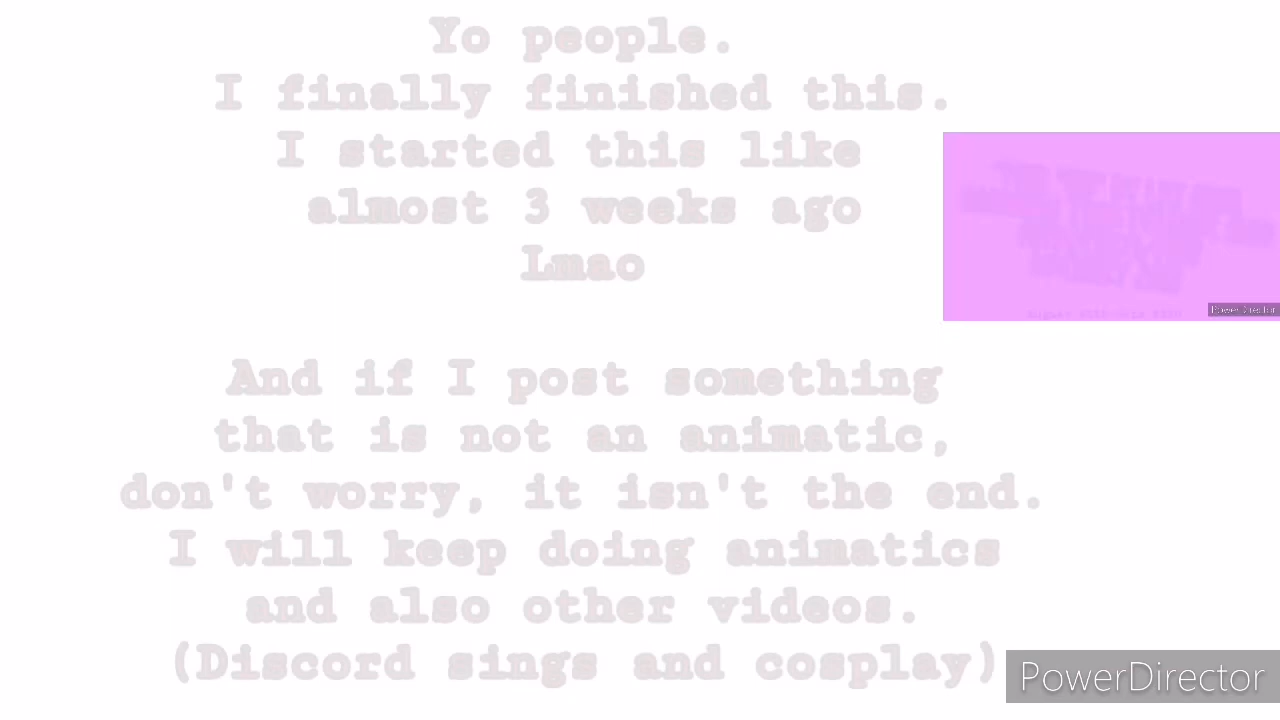 Yo people.
I finally finished this.
I started this like
almost 3 weeks ago
Lmao
And if I post something
that is not an animatic,
don't worry, it isn't the end.
I will keep doing animatics
and also other videos.
(Discord sings and cosplay)
PowerDirector
PowerDirector